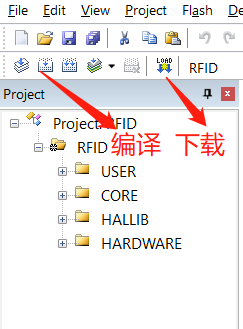 File Edit View Project Flash
LOAD
RFID
Project
Project: RFID
RFID 编译 下载
USER
CORE
HALLIB
HARDWARE